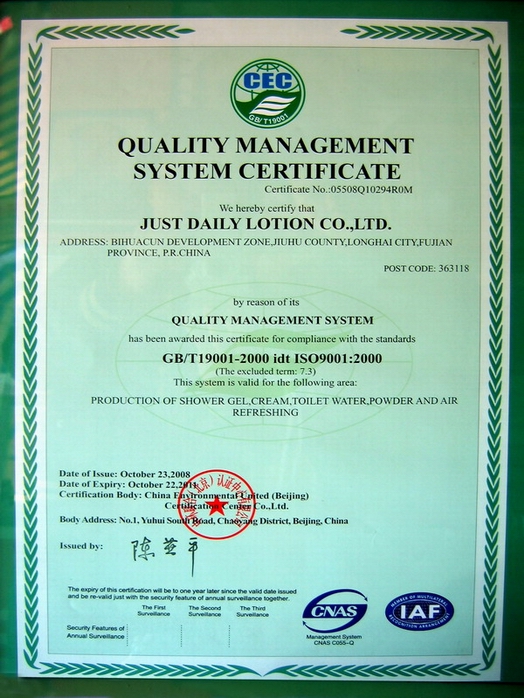 CEC
GB/T19001
QUALITY MANAGEMENT
SYSTEM CERTIFICATE
Certificate No.:05508Q10294R0M
We hereby certify that
JUST DAILY LOTION CO.,LTD.
ADDRESS: BIHUACUN DEVELOPMENT ZONE,JIUHU COUNTY,LONGHAI CITY,FUJIAN
PROVINCE, P.R.CHINA
POST CODE: 363118
by reason of its
QUALITY MANAGEMENT SYSTEM
has been awarded this certificate for compliance with the standards
GB/T19001-2000 idt ISO9001:2000
(The excluded term: 7.3)
This system is valid for the following area:
PRODUCTION OF SHOWER GEL,CREAM,TOILET WATER,POWDER AND AIR
REFRESHING
Date of Issue: October 23,2008
Date of Expiry: October 22,2011
Certification Body: China Environmental United (Beijing)
Certification Center Co.,Ltd.
Body Address: No.1, Yuhui South Road, Chaoyang District, Beijing, China
Issued by:
The expiry of this certification will be to one year later since the valid date issued
and be re-valid just with the security feature of annual surveillance together.
The First Surveillance
The Second Surveillance
The Third Surveillance
Security Features of
Annual Surveillance
CNAS
Management System
CNAS C055-Q
MEMBER OF MULTILATERAL
IAF
RECOGNITION ARRANGEMENT